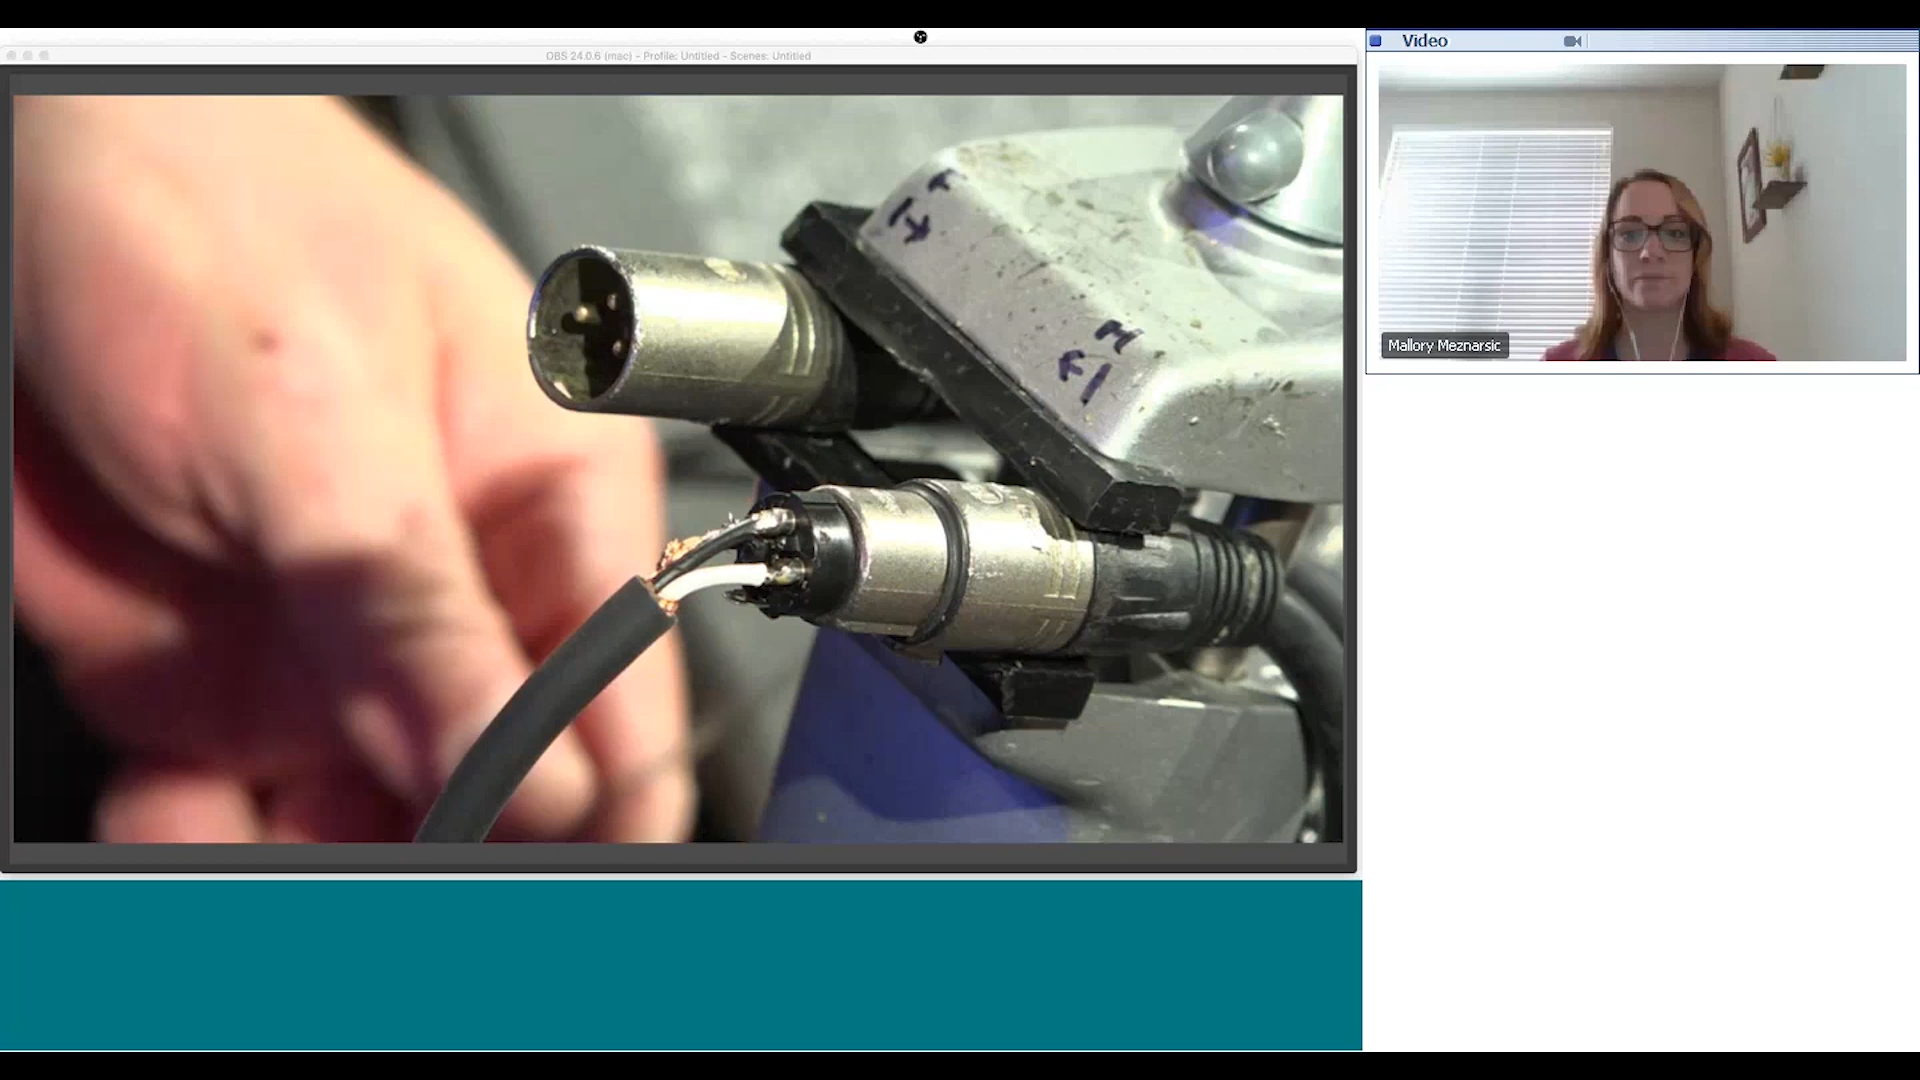 OBS 24.0.6 (mac) - Profile: Untitled - Scenes: Untitled
Video
Mallory Meznarsic